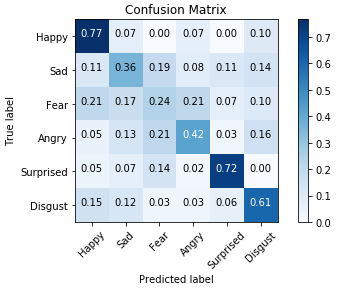 Confusion Matrix
True label
Happy 0.77 0.07 0.00 0.07 0.00 0.10
Sad 0.11 0.36 0.19 0.08 0.11 0.14
Fear 0.21 0.17 0.24 0.21 0.07 0.10
Angry 0.05 0.13 0.21 0.42 0.03 0.16
Surprised 0.05 0.07 0.14 0.02 0.72 0.00
Disgust 0.15 0.12 0.03 0.03 0.06 0.61
Happy Sad Fear Angry Surprised Disgust
Predicted label
0.7
0.6
0.5
0.4
0.3
0.2
0.1
0.0